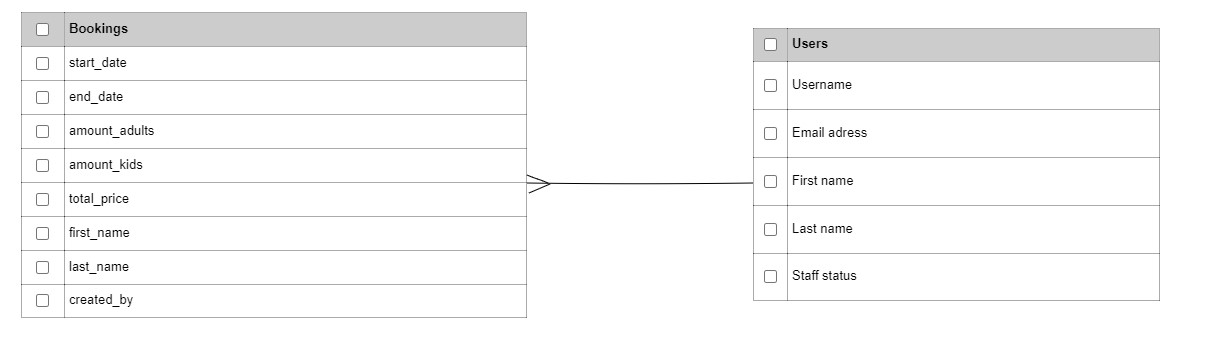 Bookings
start_date
end_date
amount_adults
amount_kids
total_price
first_name
last_name
created_by
Users
Username
Email adress
First name
Last name
Staff status